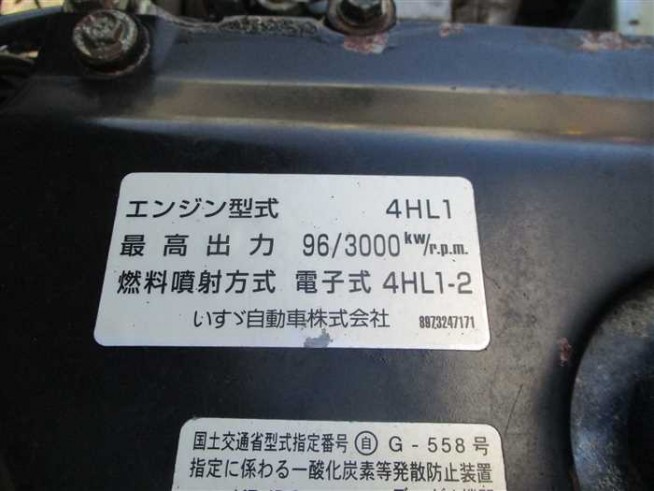 エンジン型式 4HL1
最高出力 96/3000 kw/r.p.m.
燃料噴射方式 電子式 4HL1-2
いすゞ自動車株式会社 8973247171
国土交通省型式指定番号 自 G-558号
指定に係わる一酸化炭素等発散防止装置